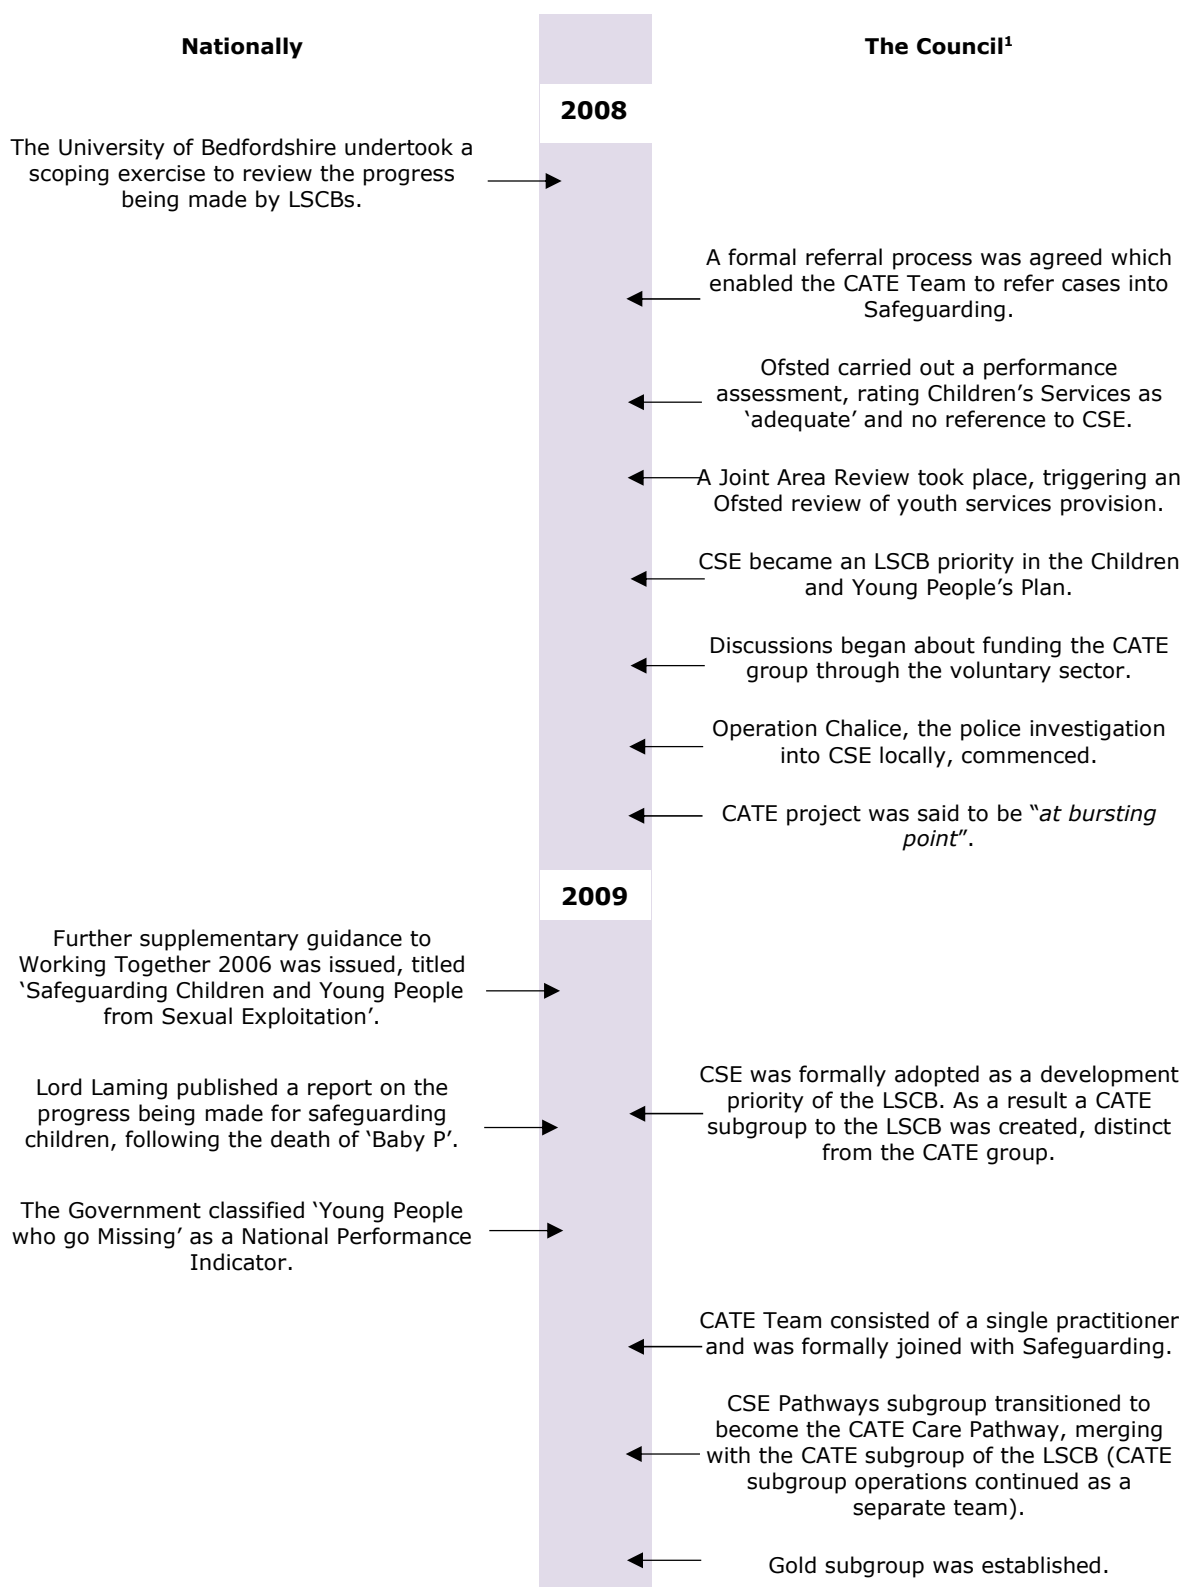 Nationally
The Council¹
2008
The University of Bedfordshire undertook a
scoping exercise to review the progress
being made by LSCBs.
A formal referral process was agreed which
enabled the CATE Team to refer cases into
Safeguarding.
Ofsted carried out a performance
assessment, rating Children’s Services as
‘adequate’ and no reference to CSE.
A Joint Area Review took place, triggering an
Ofsted review of youth services provision.
CSE became an LSCB priority in the Children
and Young People’s Plan.
Discussions began about funding the CATE
group through the voluntary sector.
Operation Chalice, the police investigation
into CSE locally, commenced.
CATE project was said to be “at bursting
point”.
2009
Further supplementary guidance to
Working Together 2006 was issued, titled
‘Safeguarding Children and Young People
from Sexual Exploitation’.
Lord Laming published a report on the
progress being made for safeguarding
children, following the death of ‘Baby P’.
CSE was formally adopted as a development
priority of the LSCB. As a result a CATE
subgroup to the LSCB was created, distinct
from the CATE group.
The Government classified ‘Young People
who go Missing’ as a National Performance
Indicator.
CATE Team consisted of a single practitioner
and was formally joined with Safeguarding.
CSE Pathways subgroup transitioned to
become the CATE Care Pathway, merging
with the CATE subgroup of the LSCB (CATE
subgroup operations continued as a
separate team).
Gold subgroup was established.